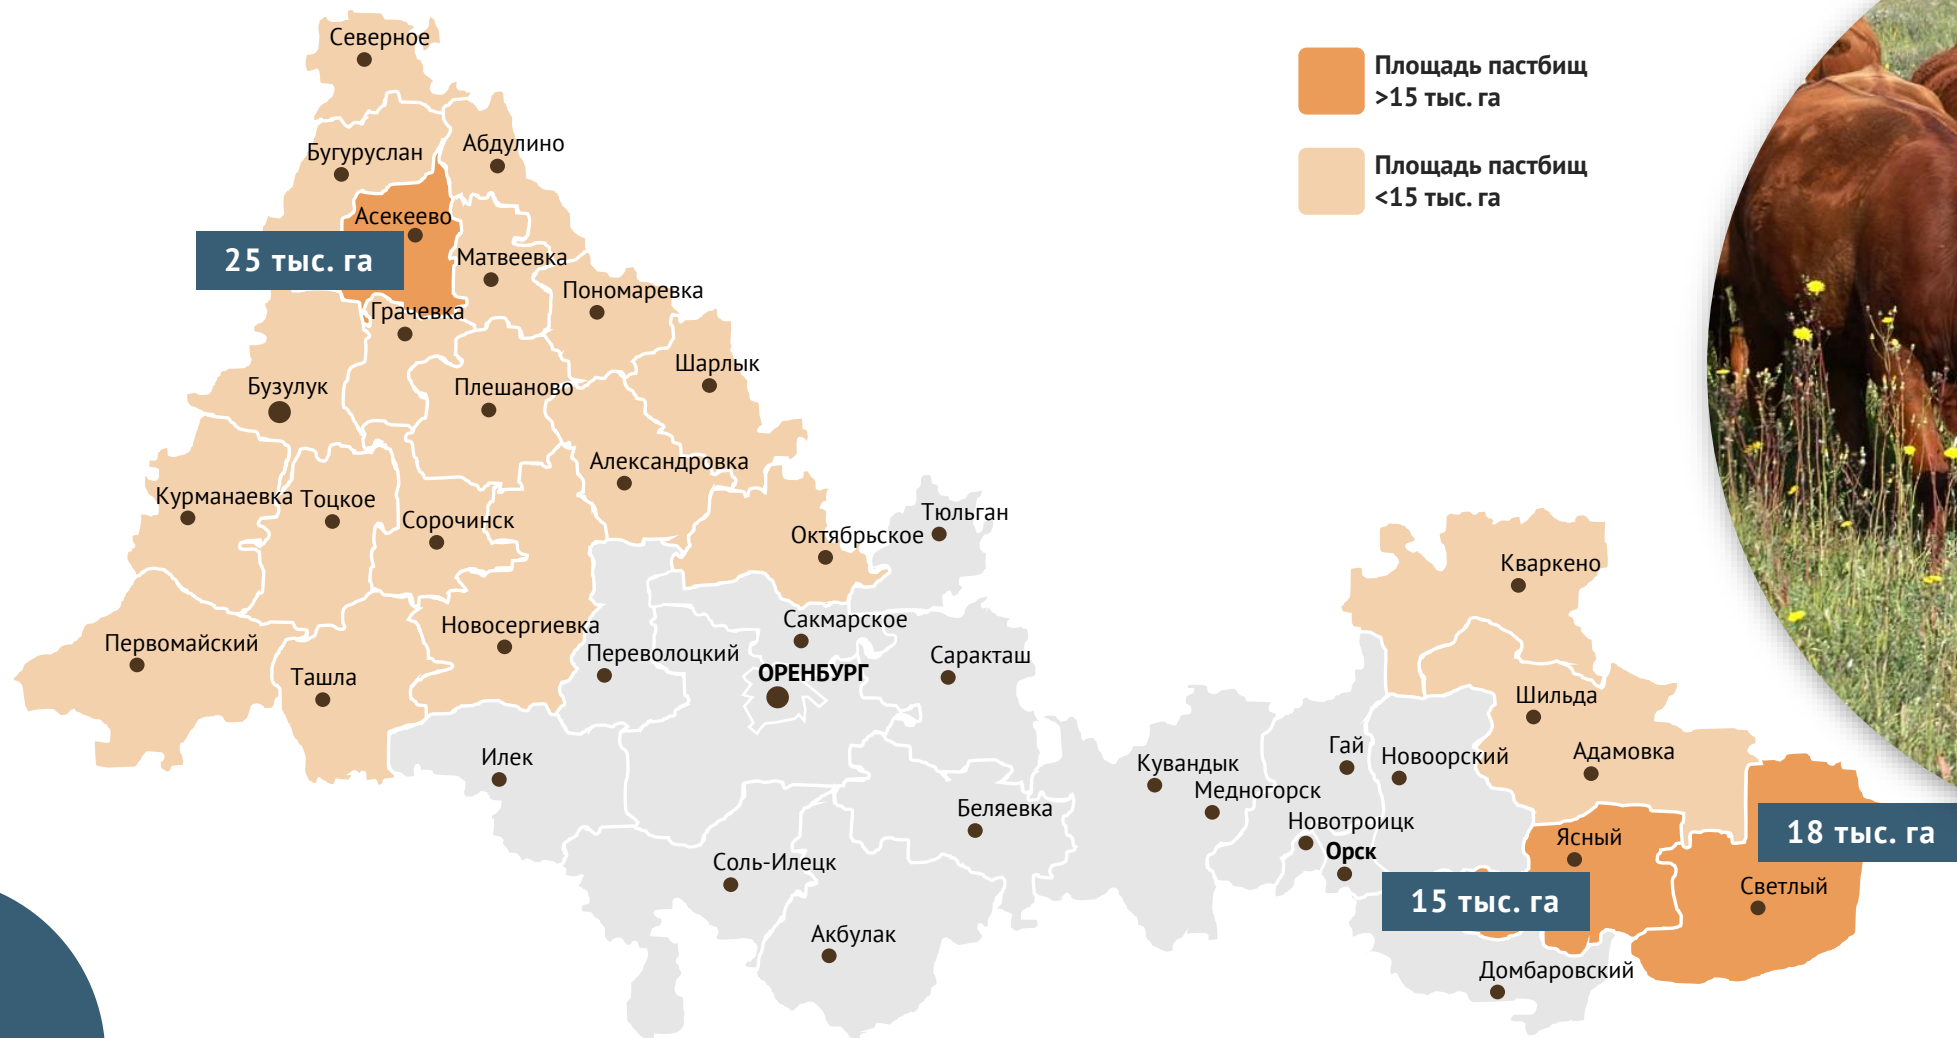 Северное
Площадь пастбищ
>15 тыс. га
Бугуруслан
Абдулино
Площадь пастбищ
<15 тыс. га
Асекеево
25 тыс. га
Матвеевка
Пономаревка
Грачевка
Шарлык
Бузулук
Плешаново
Александровка
Курманаевка
Тоцкое
Сорочинск
Октябрьское
Тюльган
Кваркено
Первомайский
Ташла
Новосергиевка
Переволоцкий
Сакмарское
ОРЕНБУРГ
Саракташ
Шильда
Илек
Кувандык
Гай
Новоорский
Адамовка
Медногорск
Беляевка
Новотроицк
Орск
Ясный
18 тыс. га
Соль-Илецк
15 тыс. га
Светлый
Акбулак
Домбаровский